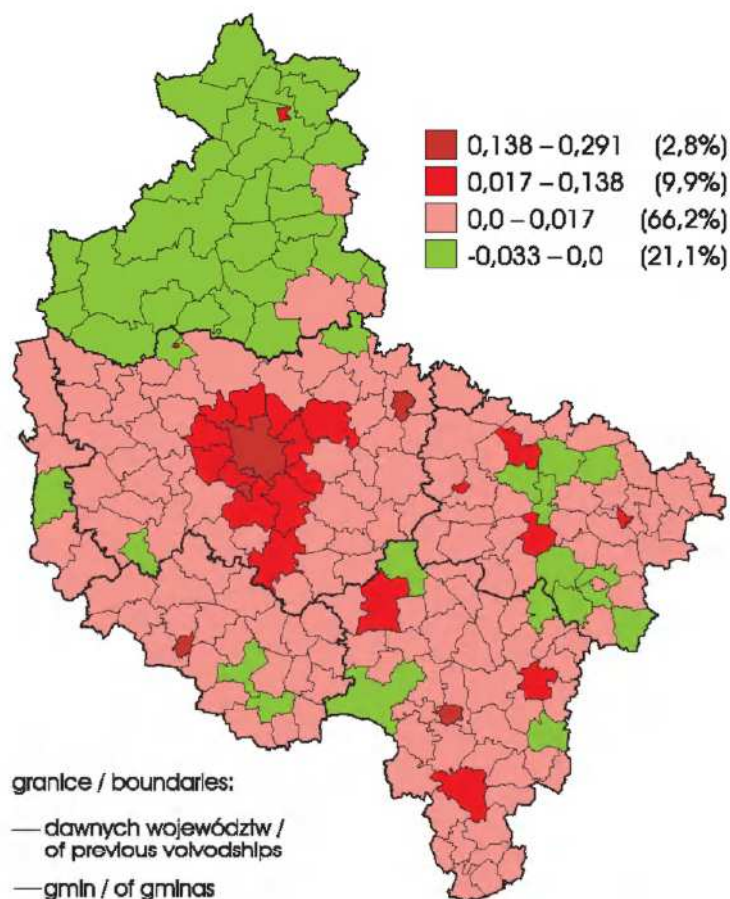 0,138 – 0,291 (2,8%)
0,017 – 0,138 (9,9%)
0,0 – 0,017 (66,2%)
-0,033 – 0,0 (21,1%)
granice / boundaries:
— dawnych województw /
of previous voivodships
— gmin / of gminas